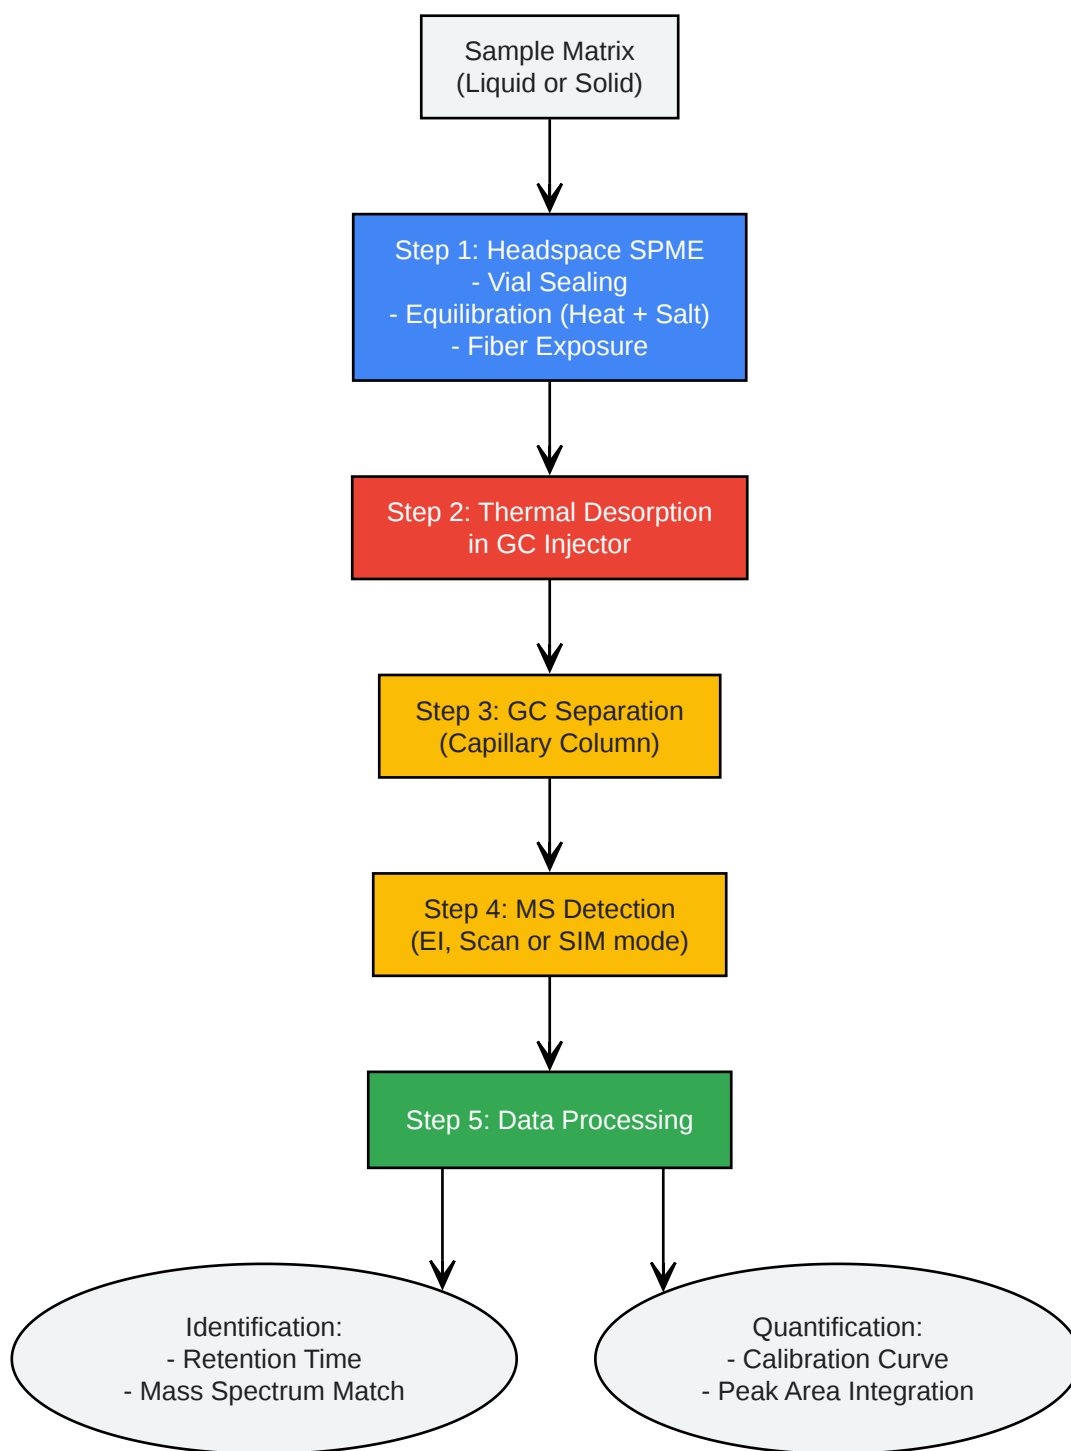 Sample Matrix
(Liquid or Solid)
Step 1: Headspace SPME
- Vial Sealing
- Equilibration (Heat + Salt)
- Fiber Exposure
Step 2: Thermal Desorption
in GC Injector
Step 3: GC Separation
(Capillary Column)
Step 4: MS Detection
(EI, Scan or SIM mode)
Step 5: Data Processing
Identification:
- Retention Time
- Mass Spectrum Match
Quantification:
- Calibration Curve
- Peak Area Integration